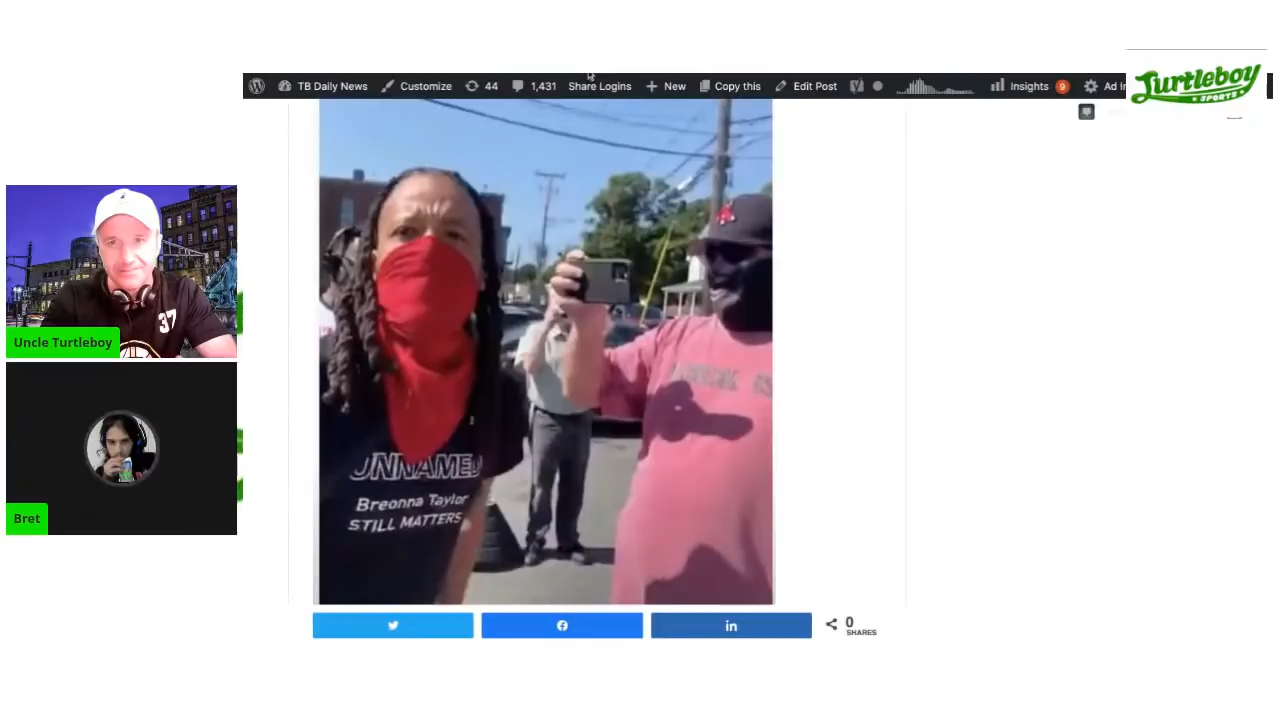 TB Daily News Customize 44 1,431 Share Logins New Copy this Edit Post Insights 9 Ad
Turtleboy
SPORTS
37
Uncle Turtleboy
Bret
UNNAMED
Breonna Taylor
STILL MATTERS
0
SHARES